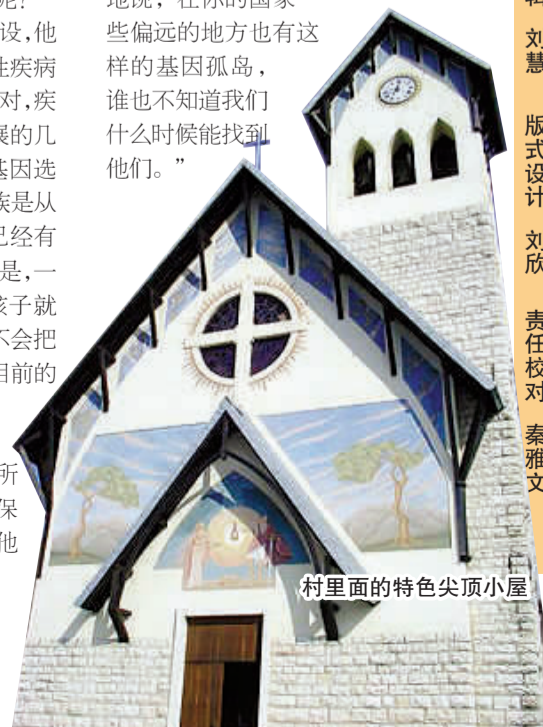 设，他
性疾病
对，疾
展的几
基因选
族是从
已经有
是，一
孩子就
不会把
目前的
所
保
他
地说，在你的国家一
些偏远的地方也有这
样的基因孤岛，
谁也不知道我们
什么时候能找到
他们。”
村里面的特色尖顶小屋
刘慧
版式设计
刘欣
责任校对
秦雅文